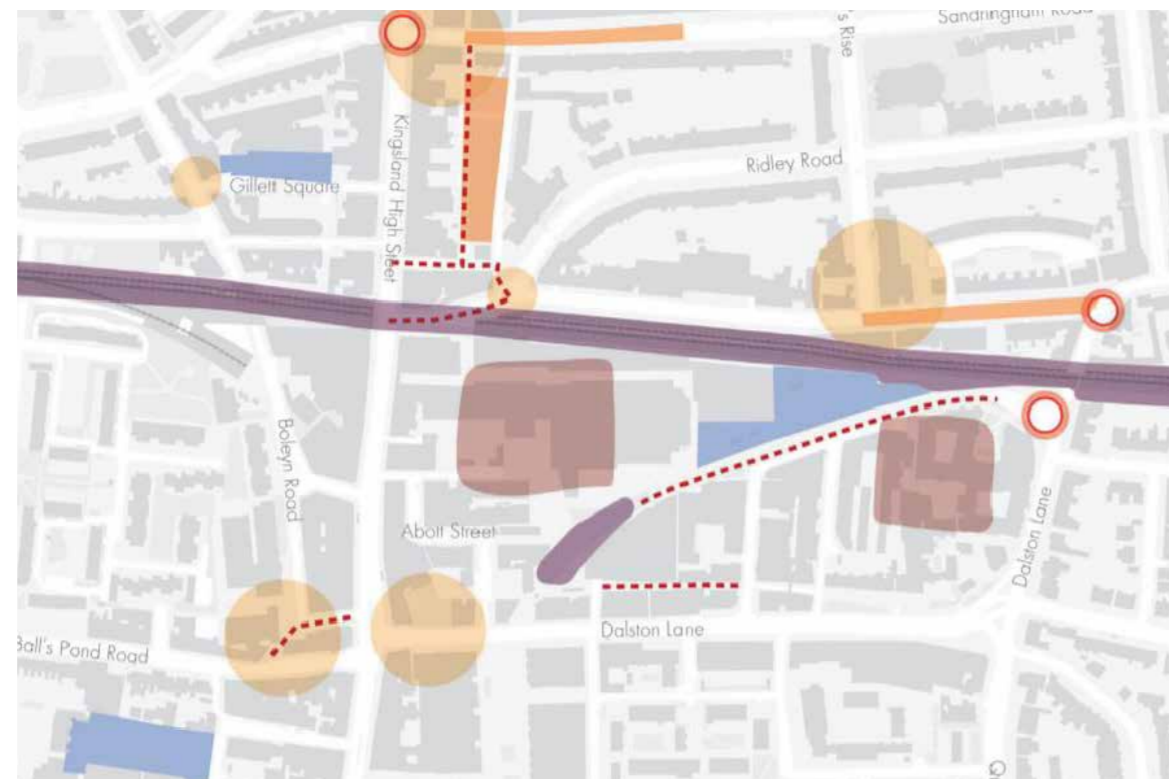 Sandringham Road
's Rise
Kingsland High Street
Ridley Road
Gillett Square
Boleyn Road
Abott Street
Dalston Lane
Dalston Lane
Ball's Pond Road